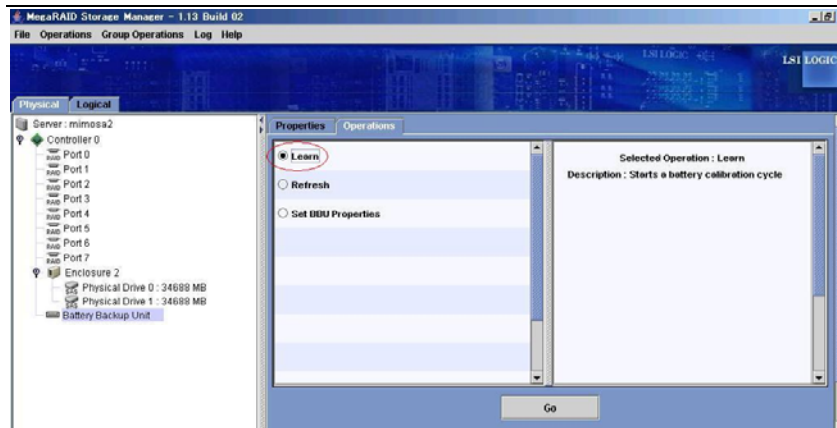 MegaRAID Storage Manager - 1.13 Build 02
File Operations Group Operations Log Help
LSI LOGIC
LSI LOGIC
Physical Logical
Server : mimosa2
Controller 0
Port 0
Port 1
Port 2
Port 3
Port 4
Port 5
Port 6
Port 7
Enclosure 2
Physical Drive 0 : 34688 MB
Physical Drive 1 : 34688 MB
Battery Backup Unit
Properties Operations
Learn
Refresh
Set BBU Properties
Selected Operation : Learn
Description : Starts a battery calibration cycle
Go